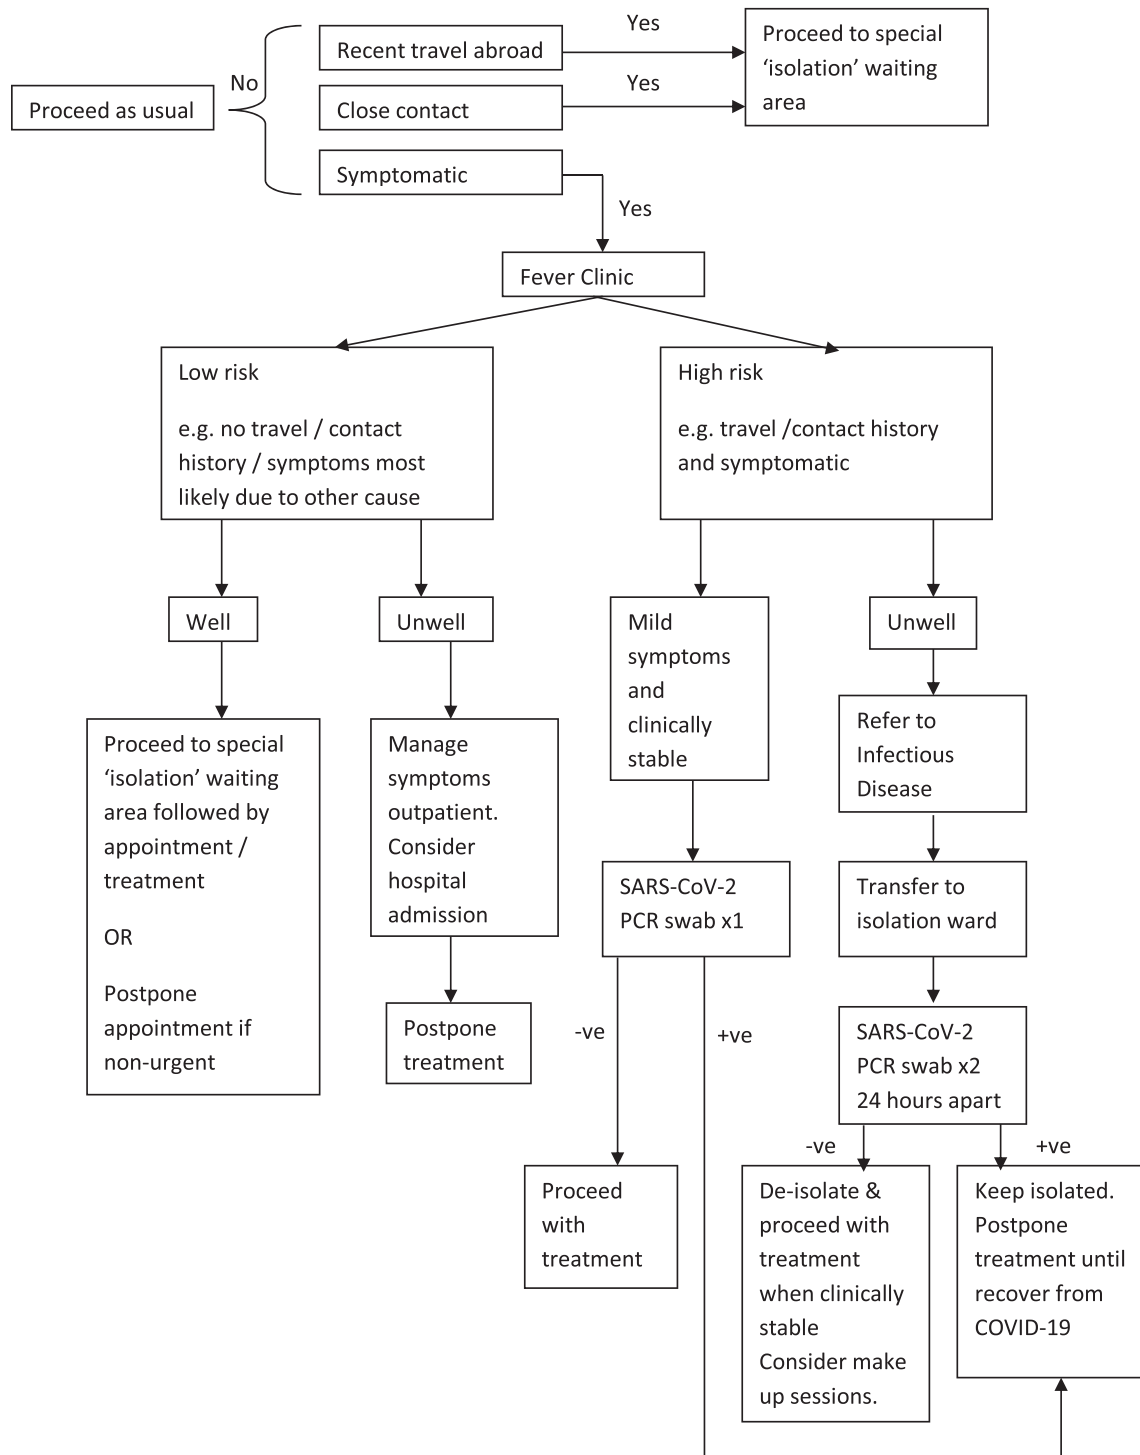 Recent travel abroad
Yes
Proceed to special
‘isolation’ waiting
area
No
Proceed as usual
Close contact
Yes
Symptomatic
Yes
Fever Clinic
Low risk
e.g. no travel / contact
history / symptoms most
likely due to other cause
High risk
e.g. travel /contact history
and symptomatic
Well
Unwell
Mild
symptoms
and
clinically
stable
Unwell
Proceed to special
‘isolation’ waiting
area followed by
appointment /
treatment
OR
Postpone
appointment if
non-urgent
Manage
symptoms
outpatient.
Consider
hospital
admission
Postpone
treatment
Refer to
Infectious
Disease
SARS-CoV-2
PCR swab x1
Transfer to
isolation ward
-ve
+ve
SARS-CoV-2
PCR swab x2
24 hours apart
-ve
+ve
Proceed
with
treatment
De-isolate &
proceed with
treatment
when clinically
stable
Consider make
up sessions.
Keep isolated.
Postpone
treatment until
recover from
COVID-19